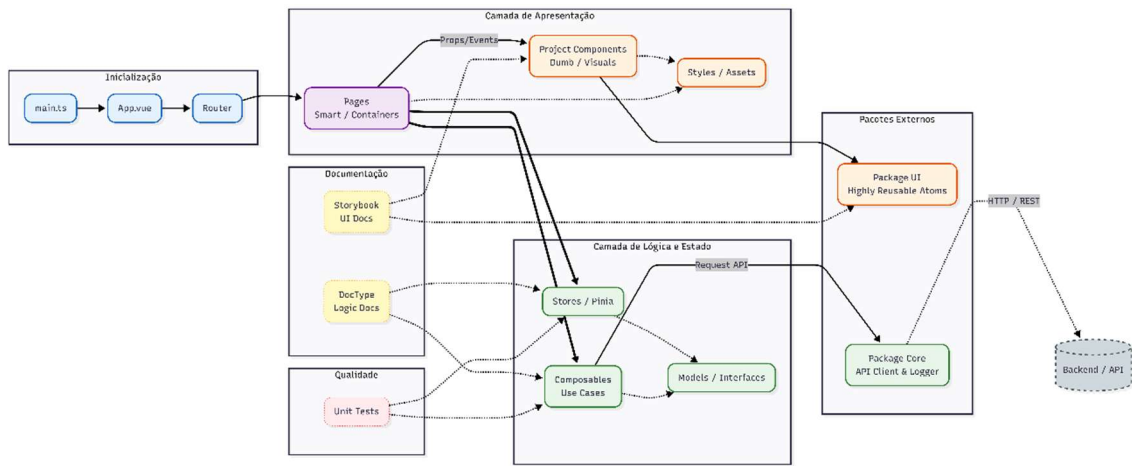 Inicialização
main.ts
App.vue
Router
Camada de Apresentação
Props/Events
Pages
Smart / Containers
Project Components
Dumb / Visuals
Styles / Assets
Documentação
Storybook
UI Docs
DocType
Logic Docs
Qualidade
Unit Tests
Camada de Lógica e Estado
Request API
Stores / Pinia
Composables
Use Cases
Models / Interfaces
Pacotes Externos
Package UI
Highly Reusable Atoms
Package Core
API Client & Logger
HTTP / REST
Backend / API